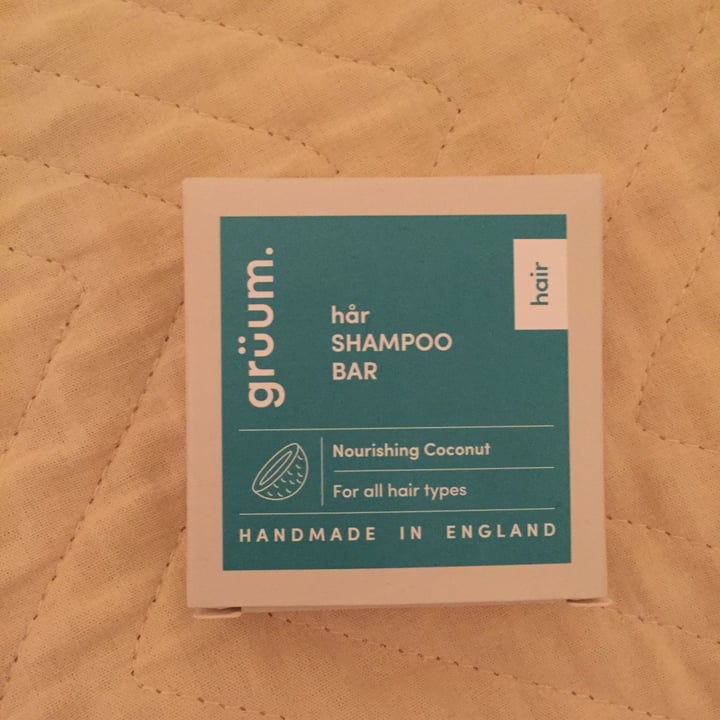 grüum.
hair
hår
SHAMPOO
BAR
Nourishing Coconut
For all hair types
HANDMADE IN ENGLAND